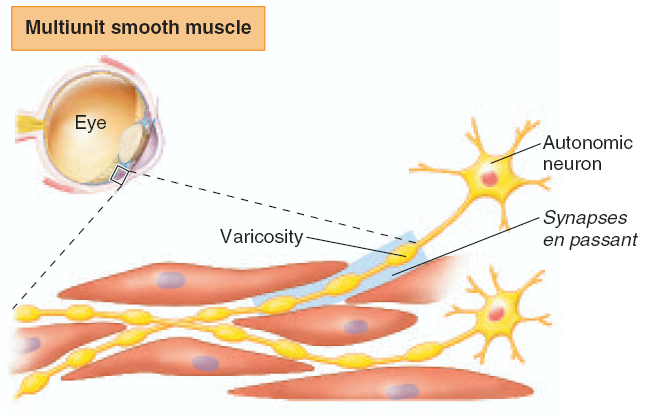 Multiunit smooth muscle
Eye
Autonomic
neuron
Varicosity
Synapses
en passant